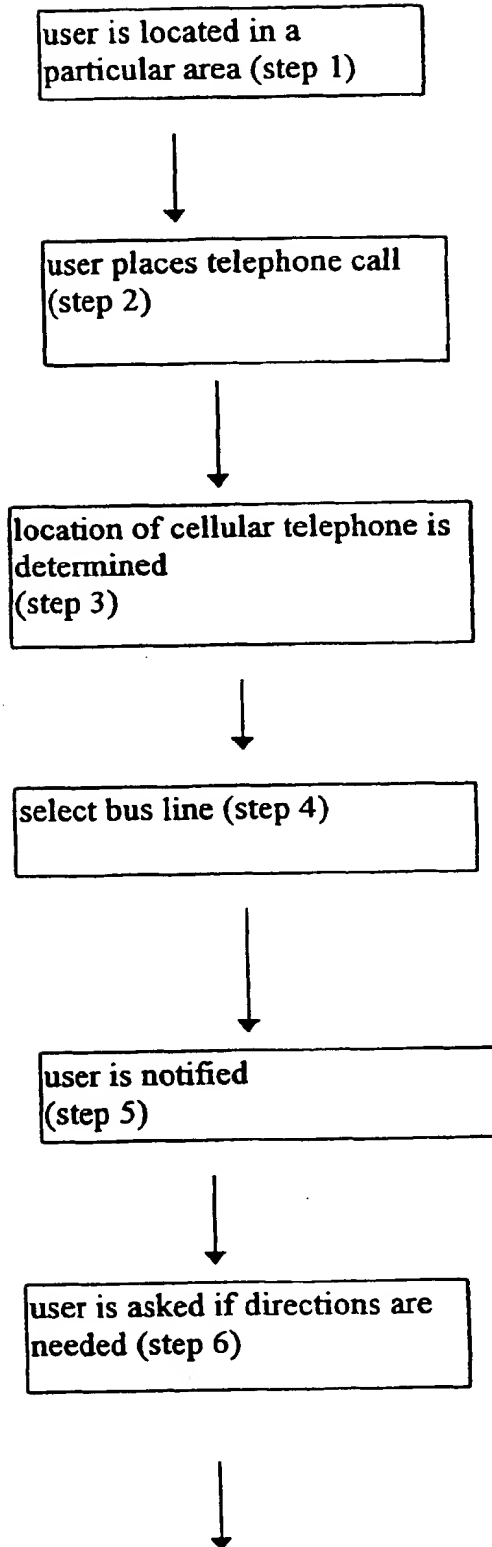 user is located in a
particular area (step 1)
user places telephone call
(step 2)
location of cellular telephone is
determined
(step 3)
select bus line (step 4)
user is notified
(step 5)
user is asked if directions are
needed (step 6)